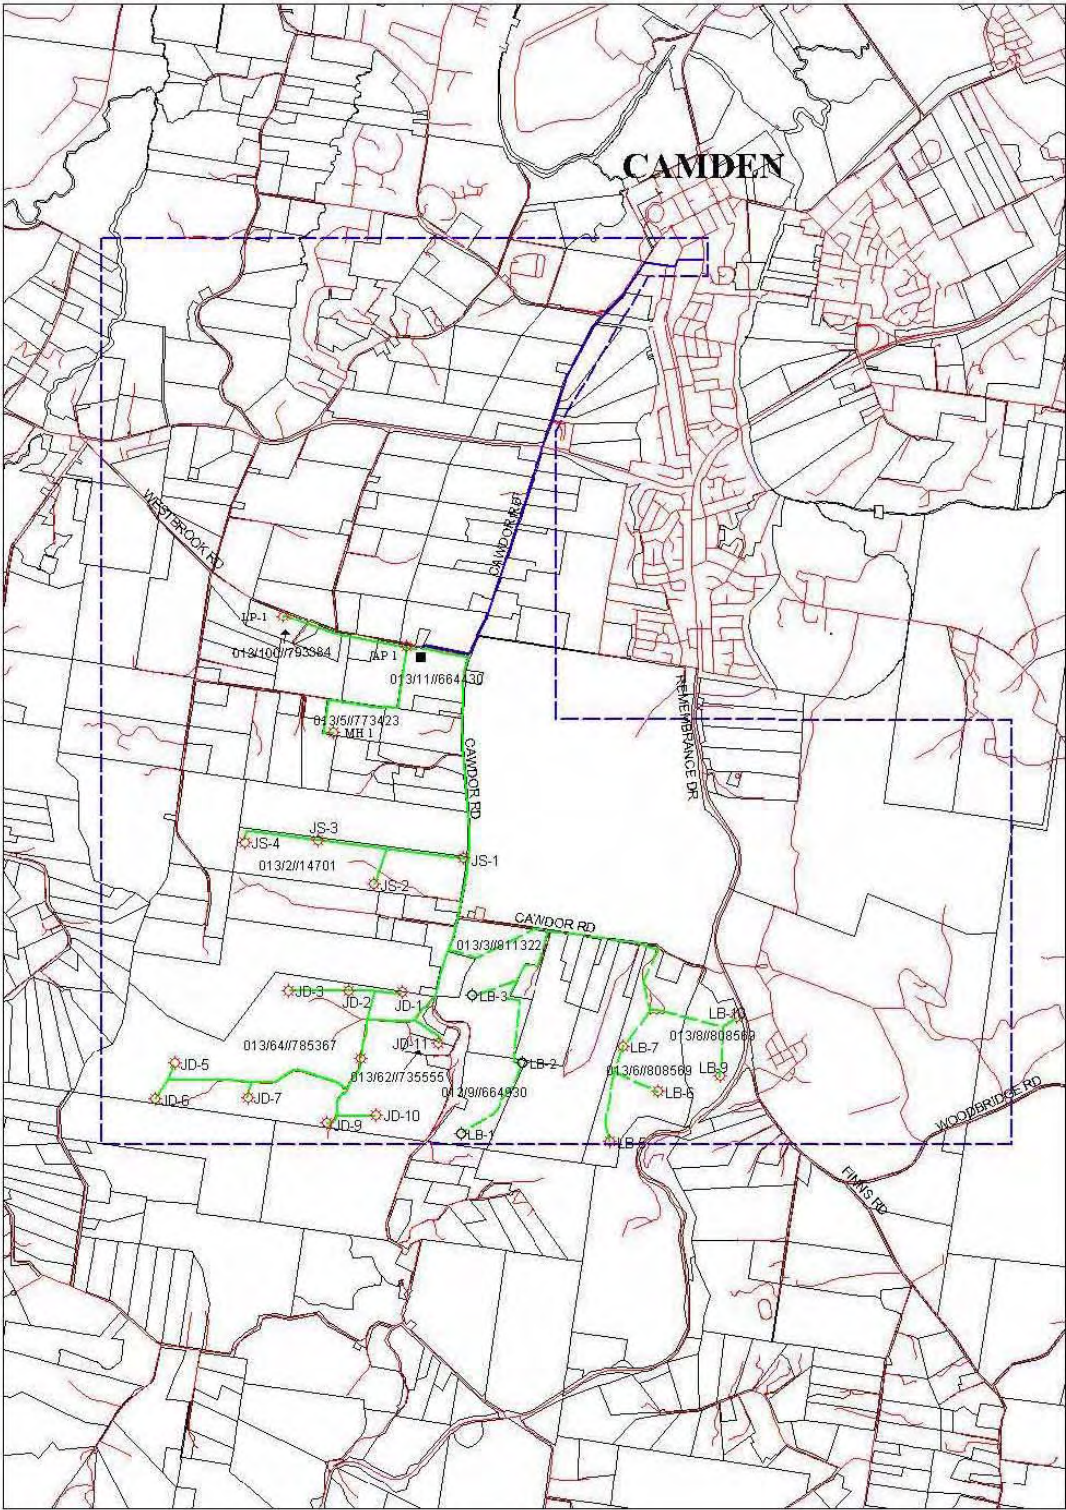 CAMDEN
WESTBROOK RD
CAWDOR RD
LP-1
013/100//793384
AP 1
013/11//664430
REMEMBRANCE DR
013/5//773423
MH 1
CAWDOR RD
JS-3
JS-4
JS-1
013/2//14701
JS-2
CAWDOR RD
013/3//811322
JD-3
JD-2
JD-1
LB-3
LB-10
013/8//808569
JD-11
013/64//785367
LB-7
JD-5
LB-2
013/62//735555
013/6//808569
LB-9
013/9//664930
LB-6
JD-6
JD-7
JD-10
JD-9
LB-1
LB-5
WOODBRIDGE RD
FINNS RD